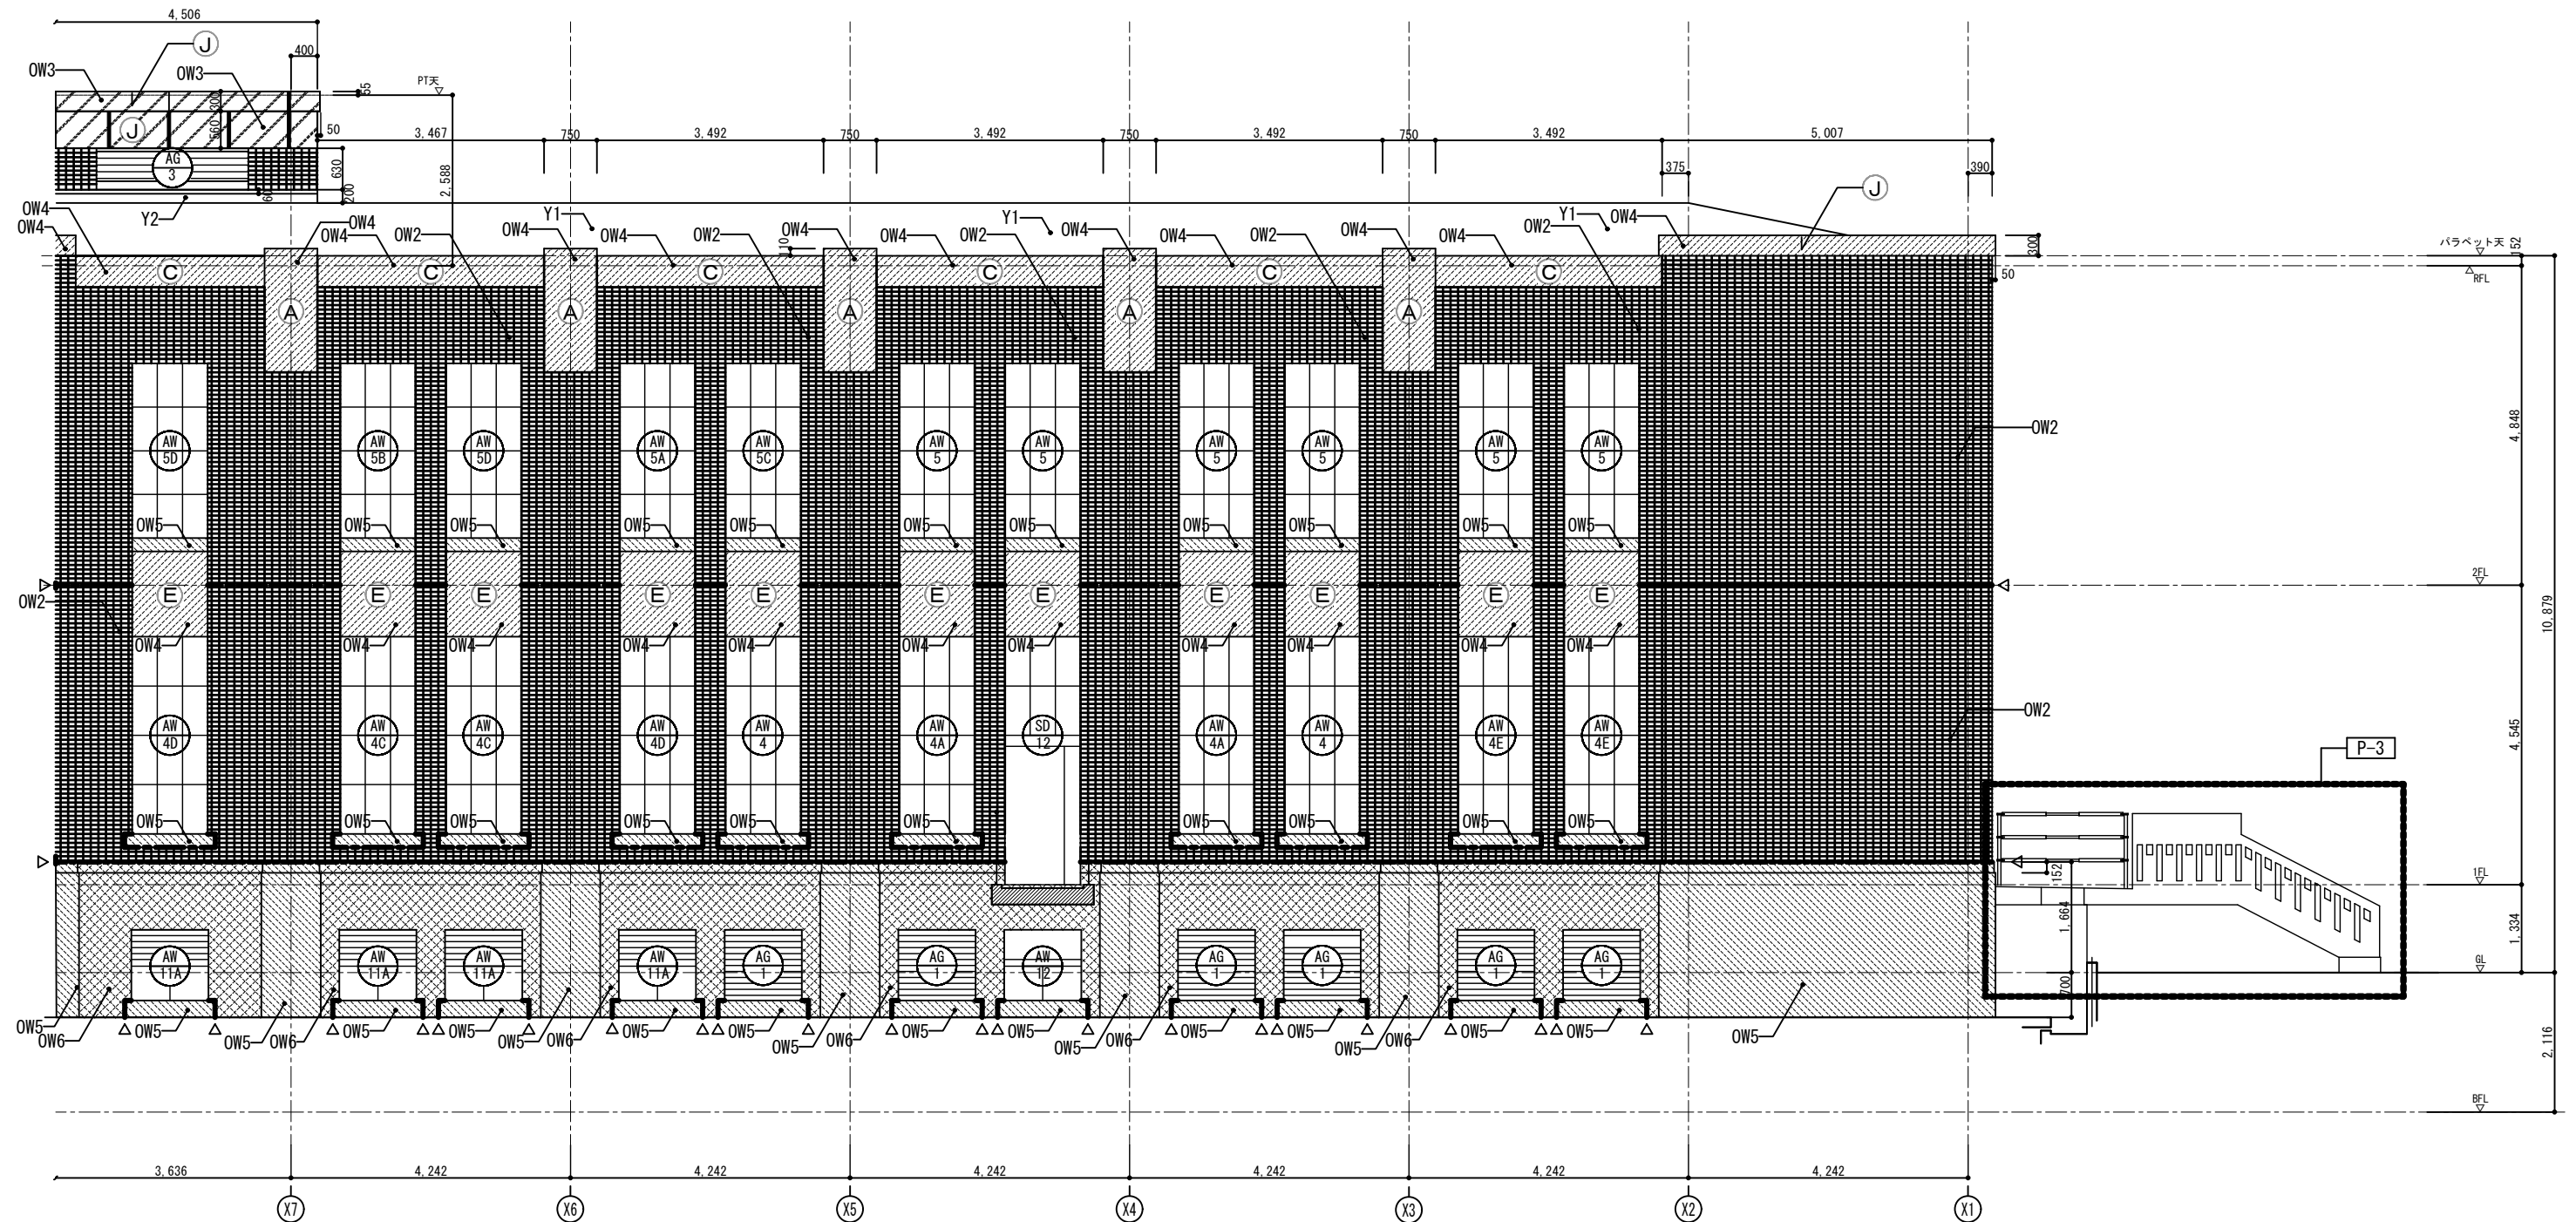 4,506
J
400
OW3
OW3
PT天
55
300
560
J
50
3,467
750
3,492
750
3,492
750
3,492
750
3,492
5,007
AG
3
630
2,588
375
390
60
200
J
OW4
Y2
OW4
OW4
OW4
OW2
OW4
Y1
OW4
110
OW2
OW4
OW4
OW2
Y1
OW4
OW4
OW2
OW4
OW4
OW2
Y1
OW4
300
パラペット天
152
RFL
50
C
C
C
C
C
C
A
A
A
A
A
4,848
OW2
AW
5D
AW
5B
AW
5D
AW
5A
AW
5C
AW
5
AW
5
AW
5
AW
5
AW
5
AW
5
OW5
OW5
OW5
OW5
OW5
OW5
OW5
OW5
OW5
OW5
OW5
2FL
OW2
E
E
E
E
E
E
E
E
E
E
E
10,879
OW4
OW4
OW4
OW4
OW4
OW4
OW4
OW4
OW4
OW4
OW4
OW2
4,545
P-3
AW
4D
AW
4C
AW
4C
AW
4D
AW
4
AW
4A
SD
12
AW
4A
AW
4
AW
4E
AW
4E
OW5
OW5
OW5
OW5
OW5
OW5
OW5
OW5
OW5
OW5
152
1FL
1,664
1,334
AW
11A
AW
11A
AW
11A
AW
11A
AG
1
AG
1
AW
12
AG
1
AG
1
AG
1
AG
1
GL
700
OW5
OW6
OW5
OW5
OW6
OW5
OW5
OW5
OW6
OW5
OW5
OW5
OW6
OW5
OW5
OW5
OW6
OW5
OW5
OW5
OW6
OW5
OW5
OW5
2,116
BFL
3,636
4,242
4,242
4,242
4,242
4,242
4,242
X7
X6
X5
X4
X3
X2
X1